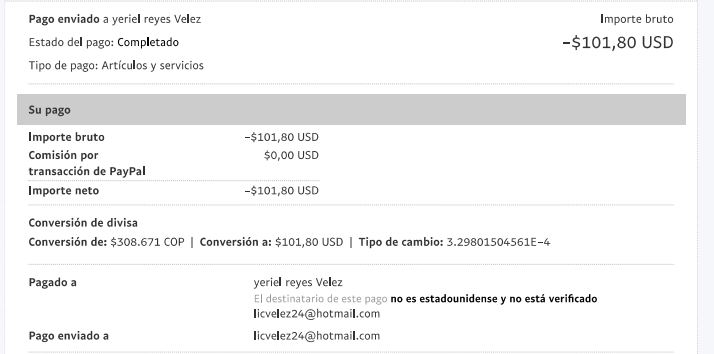 Pago enviado a yeriel reyes Velez
Importe bruto
Estado del pago: Completado
-$101,80 USD
Tipo de pago: Artículos y servicios
Su pago
Importe bruto -$101,80 USD
Comisión por $0,00 USD
transacción de PayPal
Importe neto -$101,80 USD
Conversión de divisa
Conversión de: $308.671 COP | Conversión a: $101,80 USD | Tipo de cambio: 3.29801504561E-4
Pagado a yeriel reyes Velez
El destinatario de este pago no es estadounidense y no está verificado
licvelez24@hotmail.com
Pago enviado a licvelez24@hotmail.com